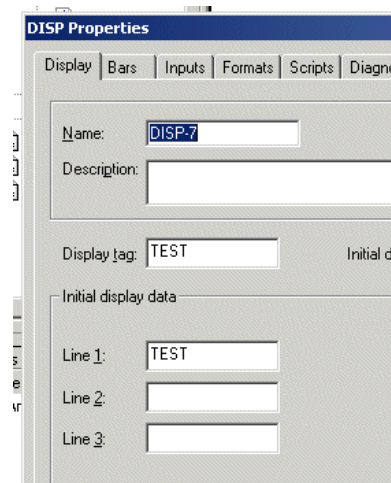 DISP Properties
Display Bars Inputs Formats Scripts
Name: DISP-7
Description:
Display tag: TEST Initial
Initial display data
Line 1: TEST
Line 2:
Line 3: